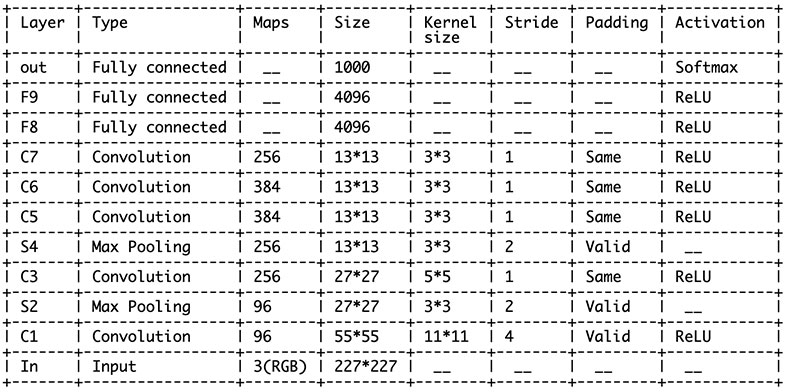 | Layer | Type | Maps | Size | Kernel size | Stride | Padding | Activation |
| out | Fully connected | __ | 1000 | __ | __ | __ | Softmax |
| F9 | Fully connected | __ | 4096 | __ | __ | __ | ReLU |
| F8 | Fully connected | __ | 4096 | __ | __ | __ | ReLU |
| C7 | Convolution | 256 | 13*13 | 3*3 | 1 | Same | ReLU |
| C6 | Convolution | 384 | 13*13 | 3*3 | 1 | Same | ReLU |
| C5 | Convolution | 384 | 13*13 | 3*3 | 1 | Same | ReLU |
| S4 | Max Pooling | 256 | 13*13 | 3*3 | 2 | Valid | __ |
| C3 | Convolution | 256 | 27*27 | 5*5 | 1 | Same | ReLU |
| S2 | Max Pooling | 96 | 27*27 | 3*3 | 2 | Valid | __ |
| C1 | Convolution | 96 | 55*55 | 11*11 | 4 | Valid | ReLU |
| In | Input | 3(RGB) | 227*227 | __ | __ | __ | __ |